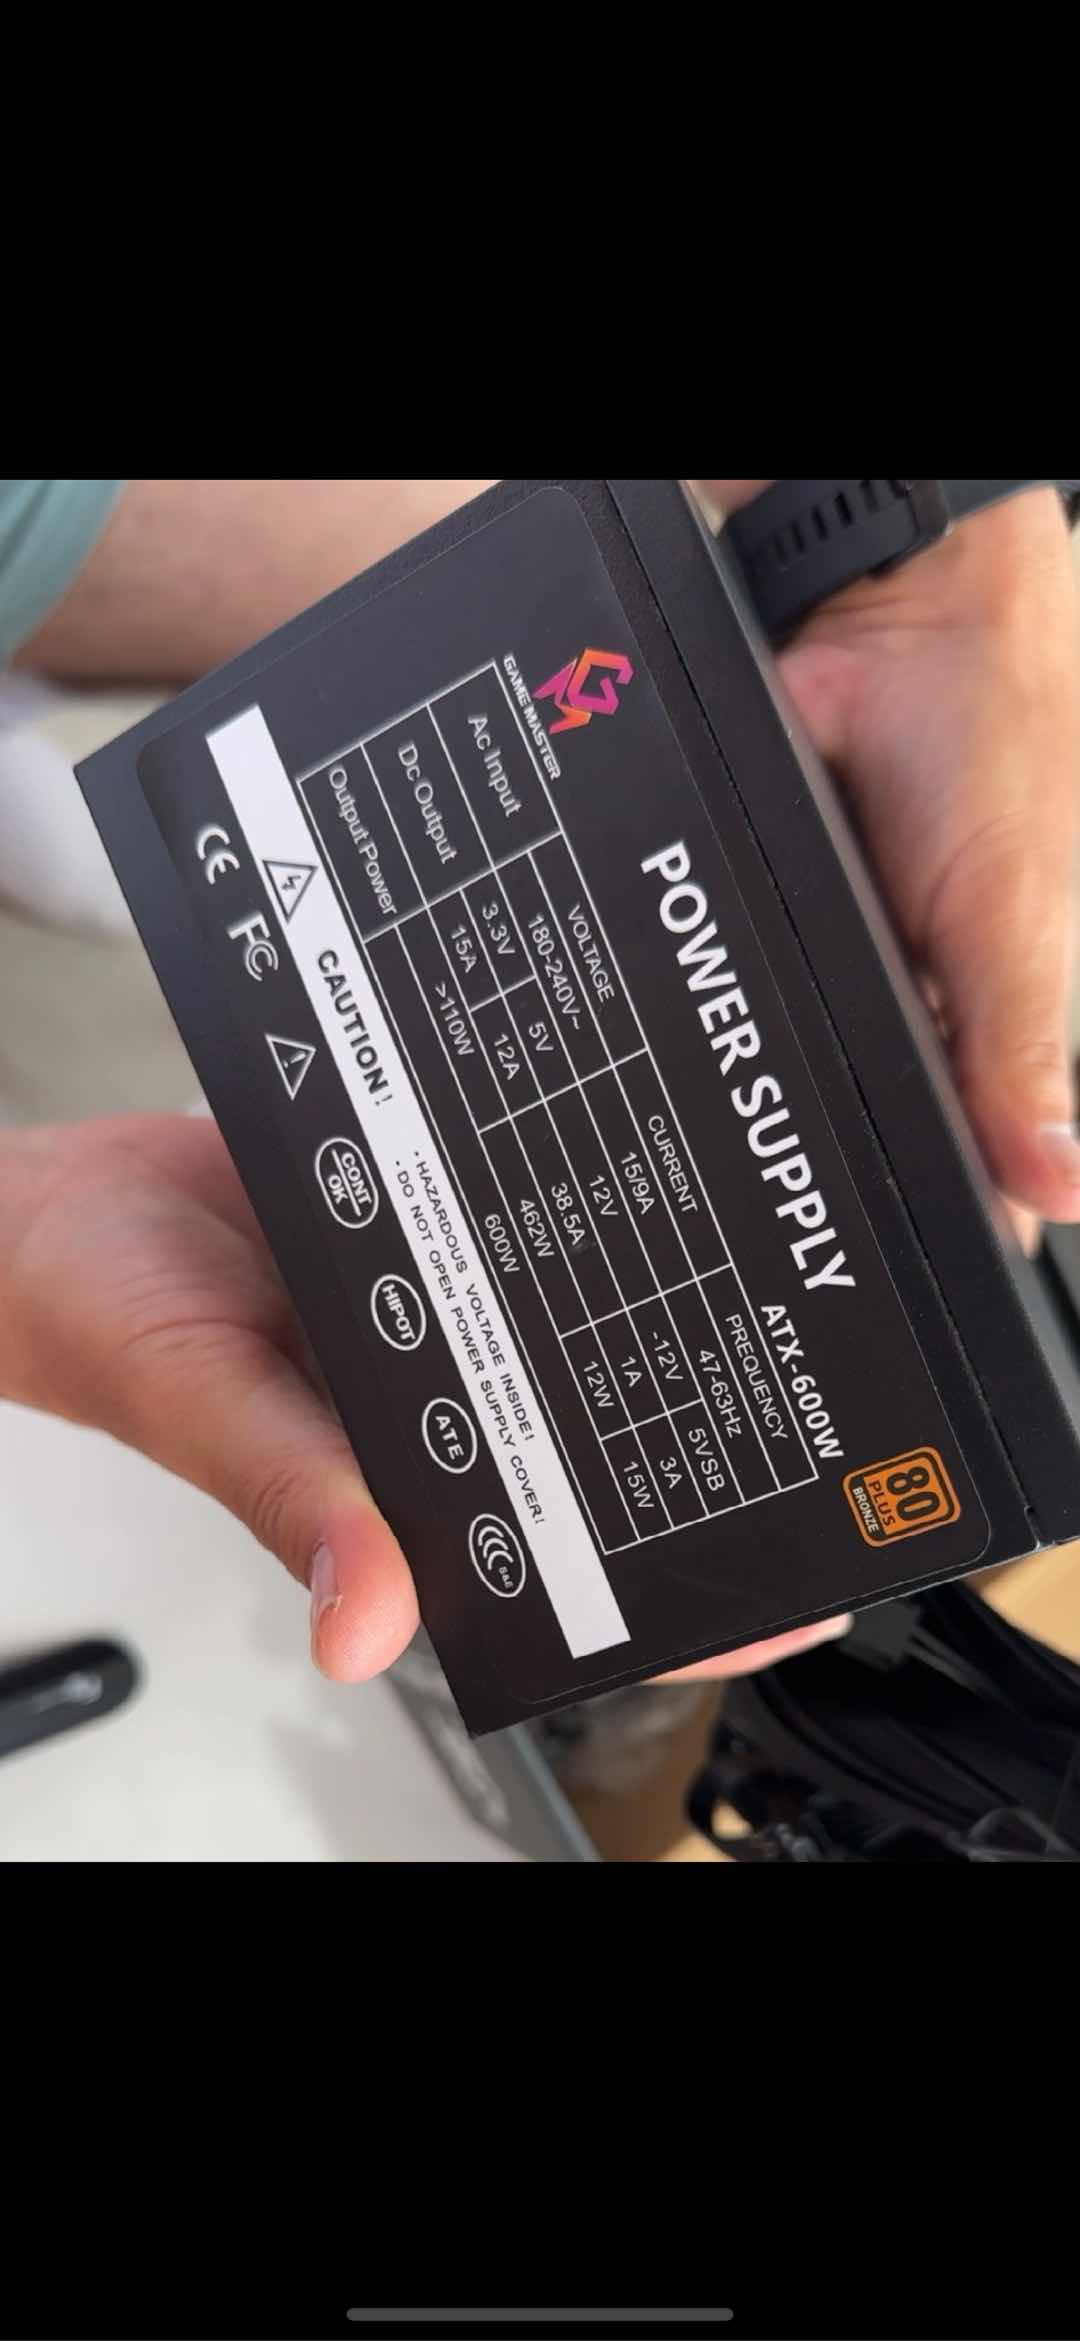 GAME MASTER
POWER SUPPLY
ATX-600W
80
PLUS
BRONZE
Ac Input
VOLTAGE
CURRENT
PREQUENCY
180-240V~
15/9A
47-63Hz
Dc Output
3.3V
5V
12V
-12V
5VSB
15A
12A
38.5A
1A
3A
Output Power
>110W
462W
12W
15W
600W
CAUTION!
· HAZARDOUS VOLTAGE INSIDE!
· DO NOT OPEN POWER SUPPLY COVER!
CE
FC
CONT
OK
HIPOT
ATE
CCC S&E